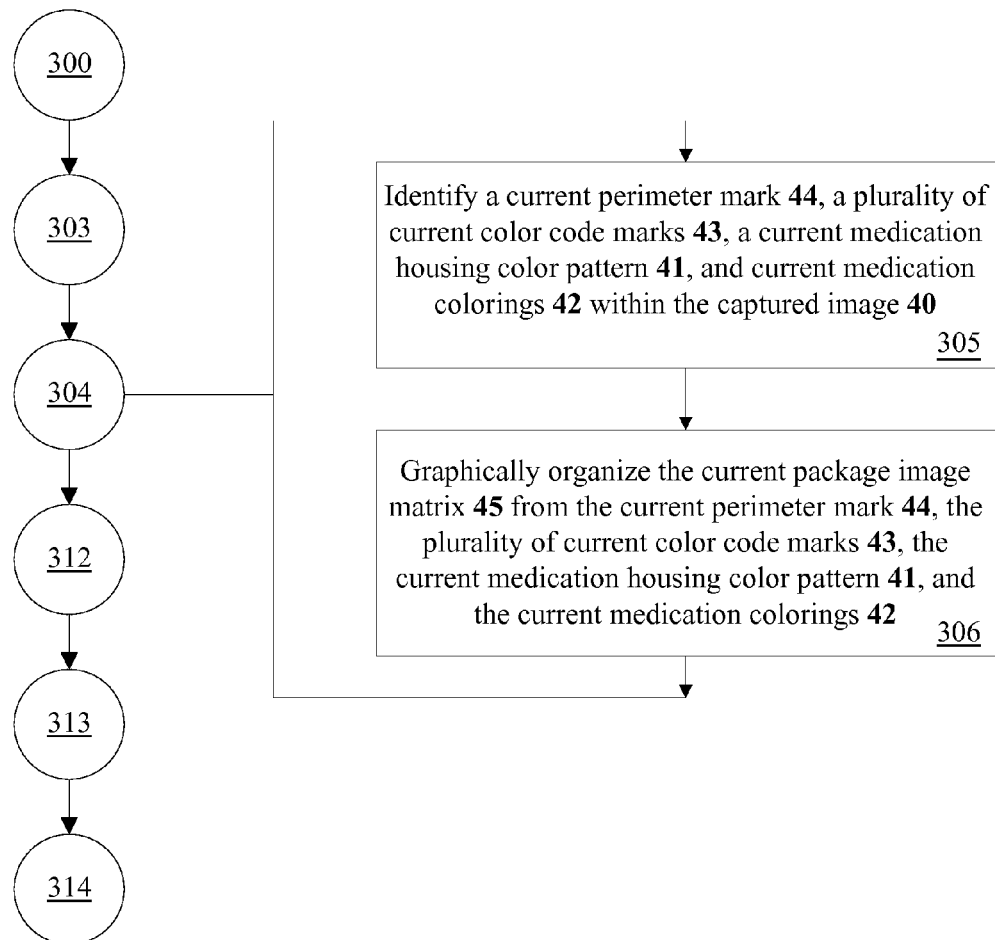 300
303
304
312
313
314
Identify a current perimeter mark 44, a plurality of
current color code marks 43, a current medication
housing color pattern 41, and current medication
colorings 42 within the captured image 40
305
Graphically organize the current package image
matrix 45 from the current perimeter mark 44, the
plurality of current color code marks 43, the
current medication housing color pattern 41, and
the current medication colorings 42
306